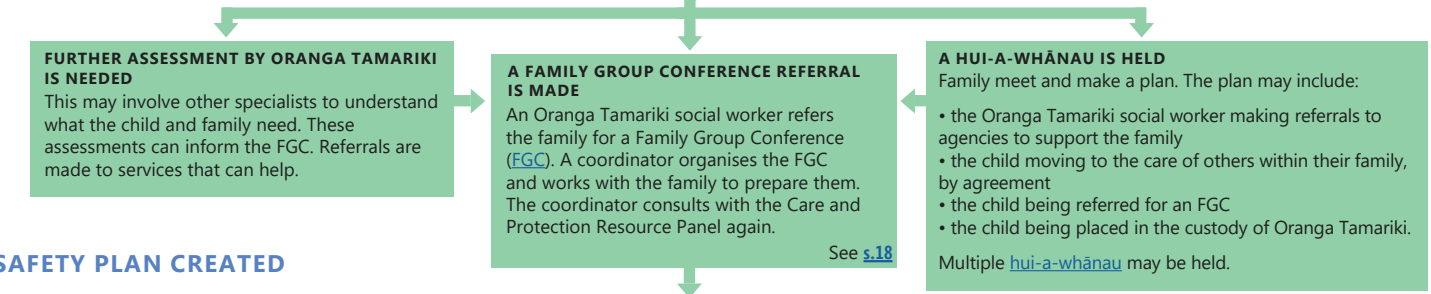 FURTHER ASSESSMENT BY ORANGA TAMARIKI
IS NEEDED
This may involve other specialists to understand
what the child and family need. These
assessments can inform the FGC. Referrals are
made to services that can help.
A FAMILY GROUP CONFERENCE REFERRAL
IS MADE
An Oranga Tamariki social worker refers
the family for a Family Group Conference
(FGC). A coordinator organises the FGC
and works with the family to prepare them.
The coordinator consults with the Care and
Protection Resource Panel again.
See s.18
A HUI-A-WHĀNAU IS HELD
Family meet and make a plan. The plan may include:
• the Oranga Tamariki social worker making referrals to
agencies to support the family
• the child moving to the care of others within their family,
by agreement
• the child being referred for an FGC
• the child being placed in the custody of Oranga Tamariki.
Multiple hui-a-whānau may be held.
SAFETY PLAN CREATED